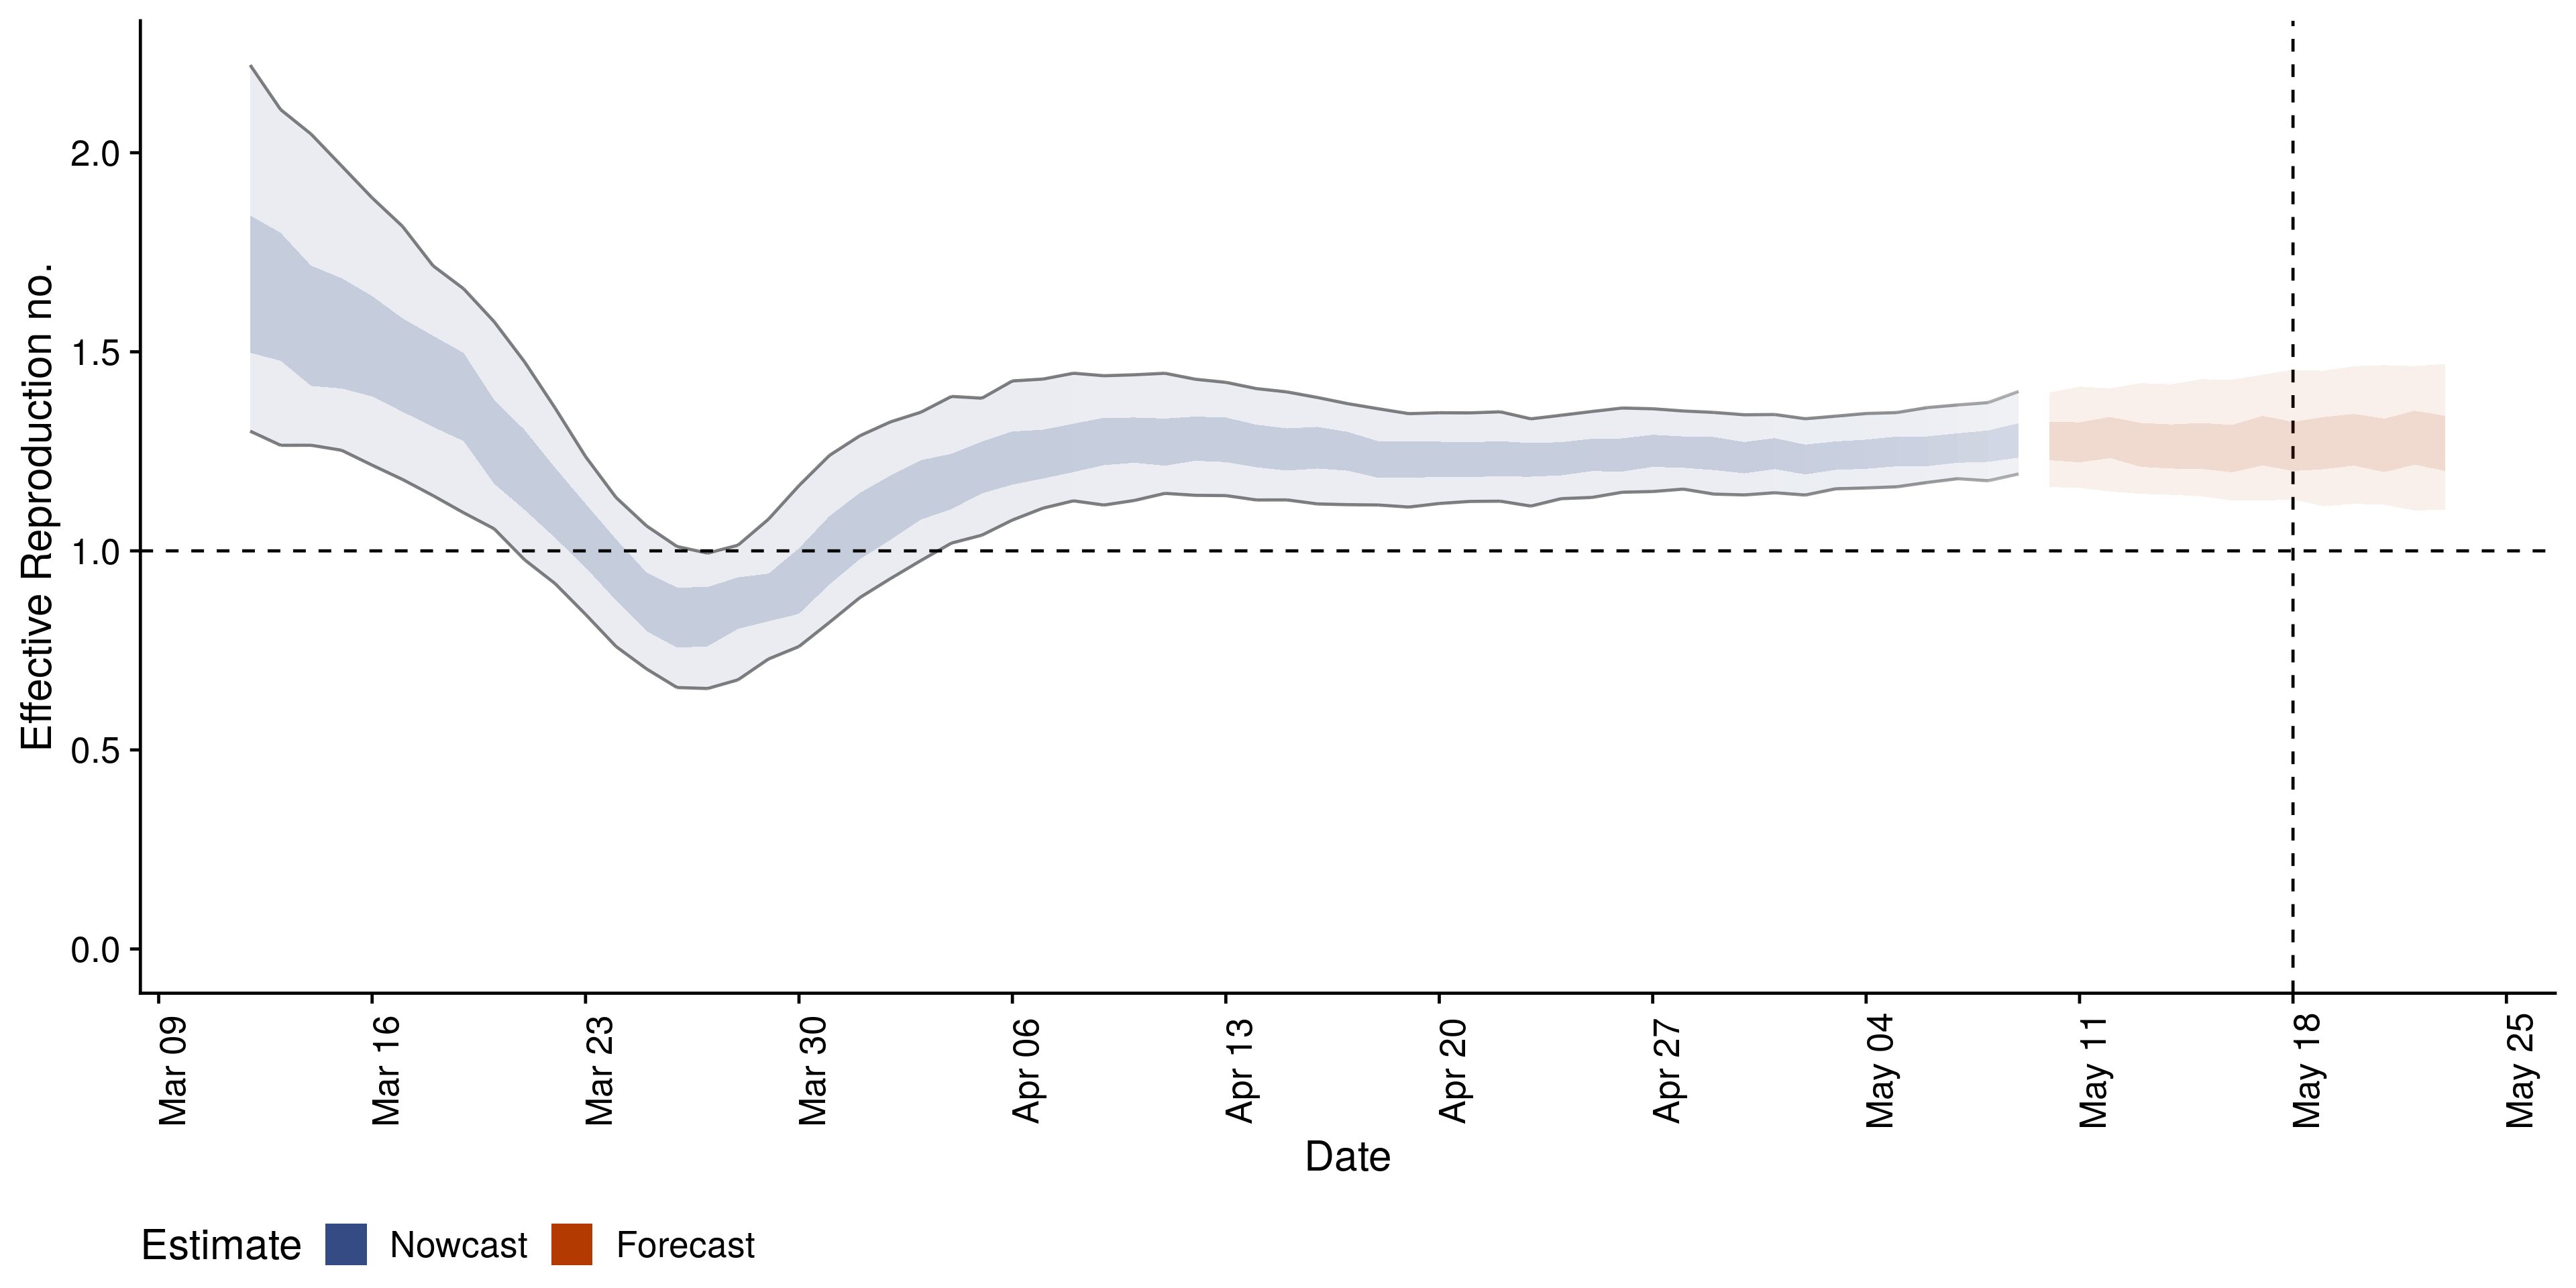 Effective Reproduction no.
2.0
1.5
1.0
0.5
0.0
Mar 09
Mar 16
Mar 23
Mar 30
Apr 06
Apr 13
Apr 20
Apr 27
May 04
May 11
May 18
May 25
Date
Estimate Nowcast Forecast